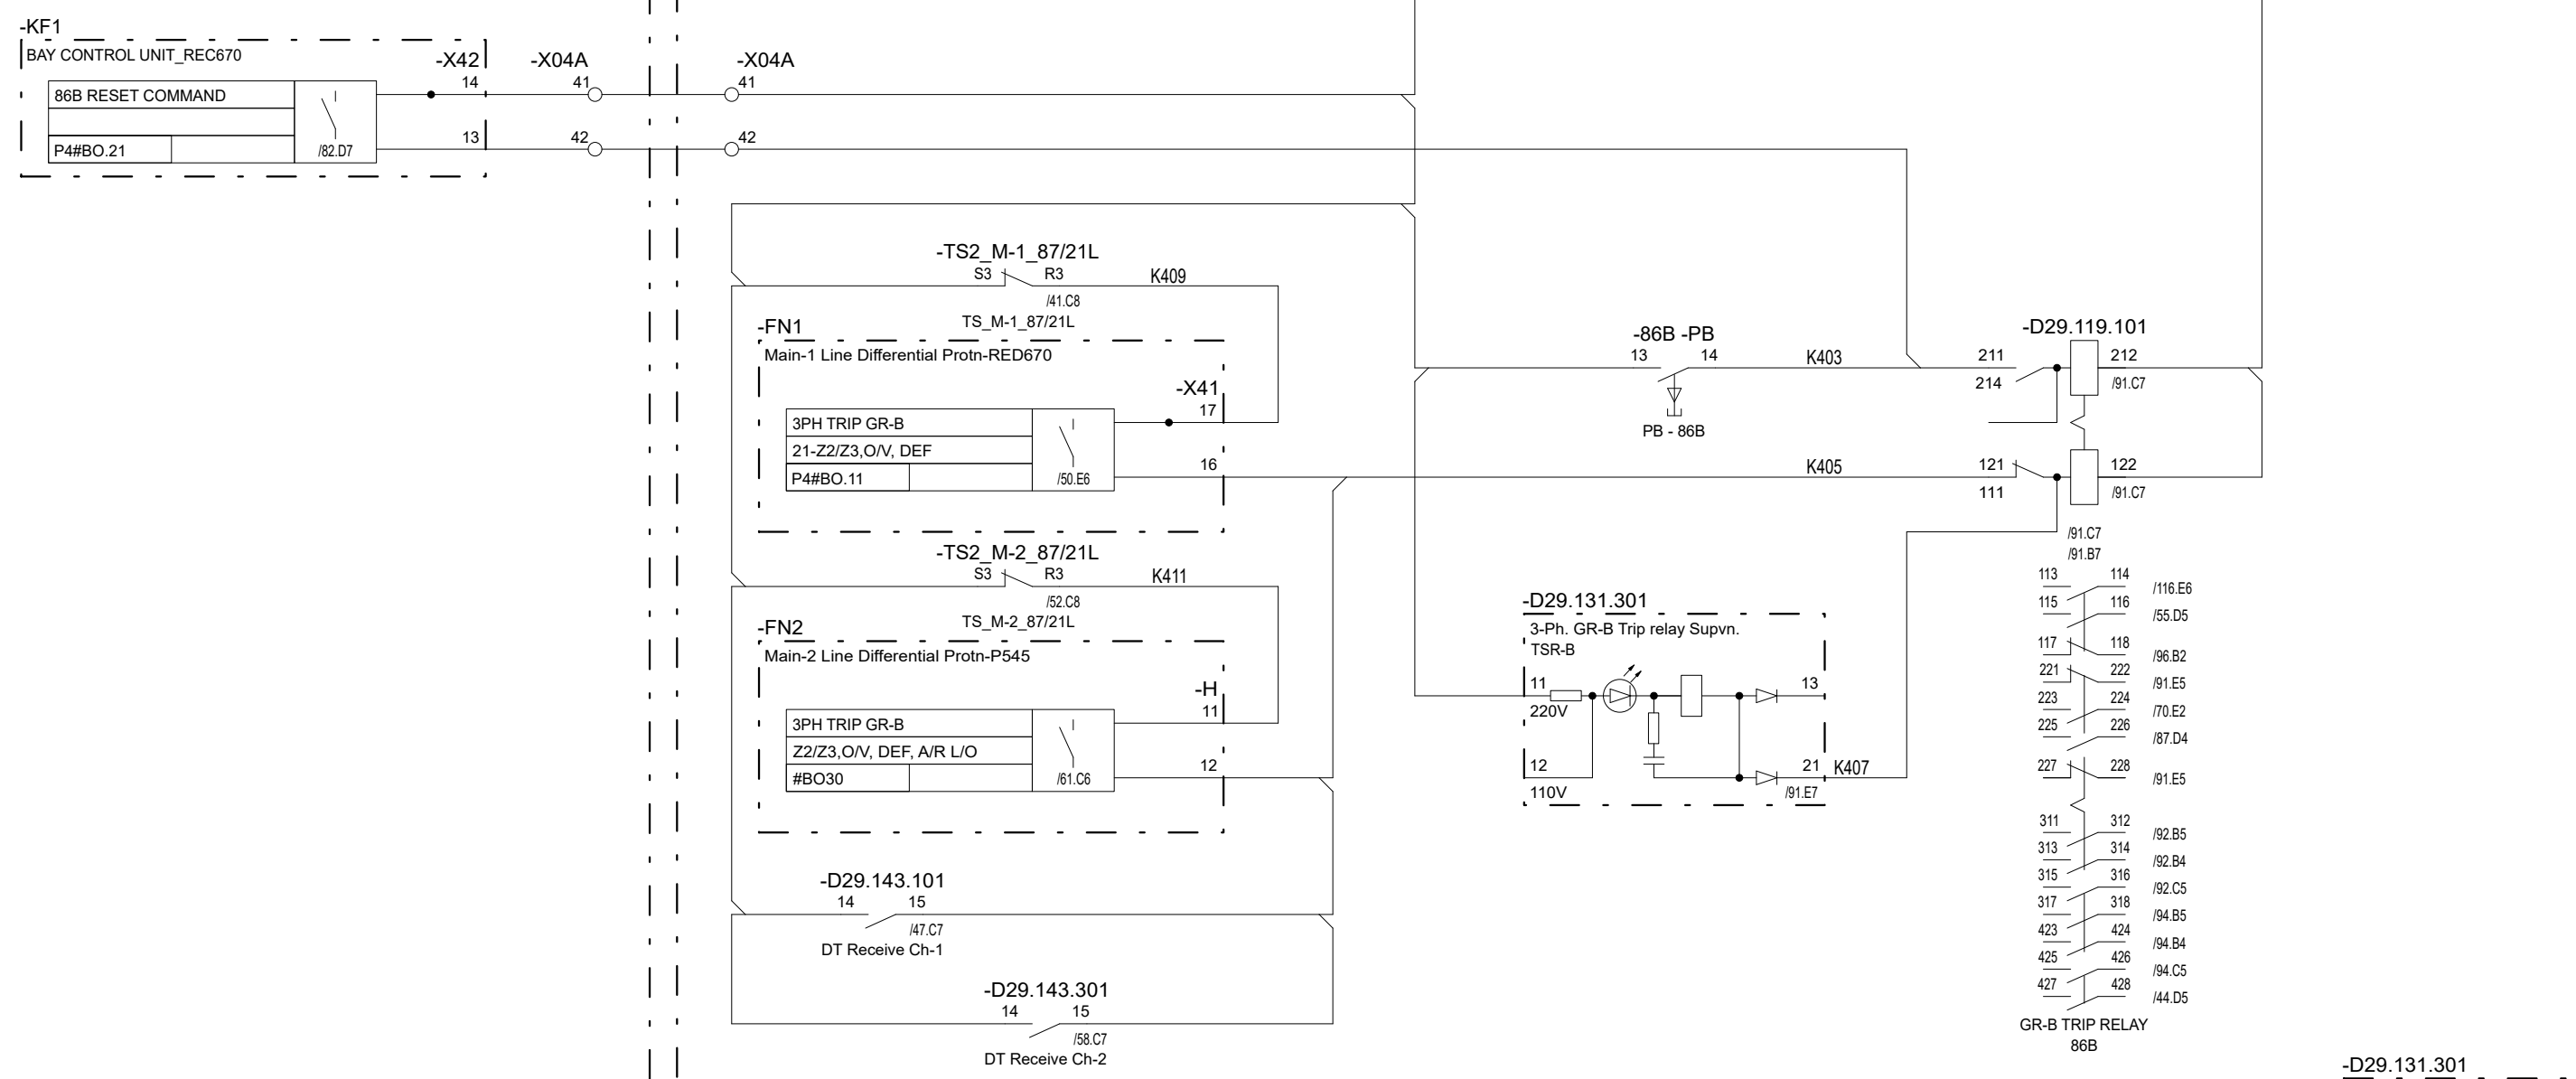 -KF1
BAY CONTROL UNIT_REC670
-X42
-X04A
-X04A
14
41
41
86B RESET COMMAND
13
42
42
P4#BO.21
/82.D7
-TS2_M-1_87/21L
S3
R3
K409
/41.C8
TS_M-1_87/21L
-FN1
Main-1 Line Differential Protn-RED670
-X41
17
3PH TRIP GR-B
21-Z2/Z3,O/V, DEF
16
P4#BO.11
/50.E6
-86B -PB
13
14
K403
PB - 86B
-D29.119.101
211
212
214
/91.C7
K405
121
122
111
/91.C7
/91.C7
/91.B7
-TS2_M-2_87/21L
S3
R3
K411
/52.C8
TS_M-2_87/21L
-FN2
Main-2 Line Differential Protn-P545
-H
11
3PH TRIP GR-B
Z2/Z3,O/V, DEF, A/R L/O
12
#BO30
/61.C6
-D29.131.301
3-Ph. GR-B Trip relay Supvn.
TSR-B
11
13
220V
12
21
K407
110V
/91.E7
113 114 /116.E6
115 116 /55.D5
117 118 /96.B2
221 222 /91.E5
223 224 /70.E2
225 226 /87.D4
227 228 /91.E5
311 312 /92.B5
313 314 /92.B4
315 316 /92.C5
317 318 /94.B5
423 424 /94.B4
425 426 /94.C5
427 428 /44.D5
GR-B TRIP RELAY
86B
-D29.143.101
14
15
/47.C7
DT Receive Ch-1
-D29.143.301
14
15
/58.C7
DT Receive Ch-2
-D29.131.301